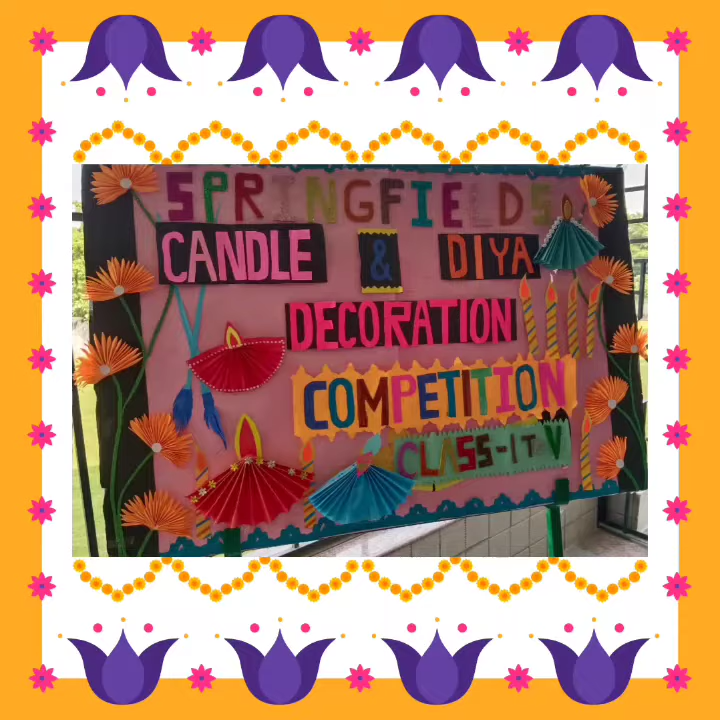 SPRINGFIELDS
CANDLE & DIYA
DECORATION
COMPETITION
CLASS-I To V